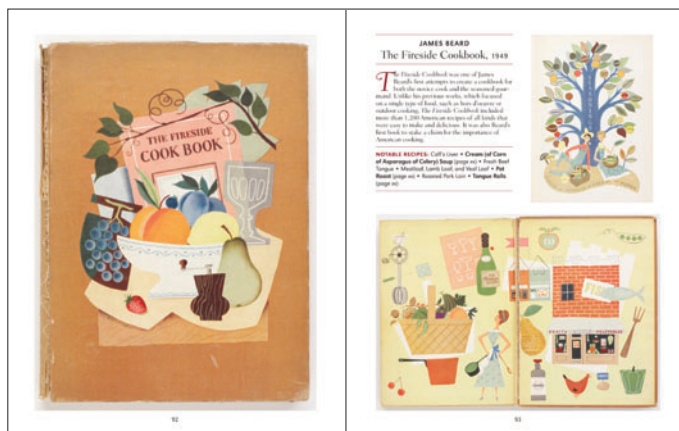 THE FIRESIDE
COOK BOOK
92
JAMES BEARD
The Fireside Cookbook, 1949
The Fireside Cookbook was one of James
Beard's first attempts to create a cookbook for
both the novice cook and the seasoned gour-
mand. Unlike his previous works, which focused
on a single type of food, such as hors d'oeuvre or
outdoor cooking, The Fireside Cookbook included
more than 1,200 American recipes of all kinds that
were easy to make and delicious. It was also Beard's
first book to make a claim for the importance of
American cooking.
NOTABLE RECIPES: Calf's Liver • Cream (of Corn
or Asparagus or Celery) Soup (page xx) • Fresh Beef
Tongue • Meatloaf, Lamb Loaf, and Veal Loaf • Pot
Roast (page xx) • Roasted Pork Loin • Tongue Rolls
(page xx)
FISH
93